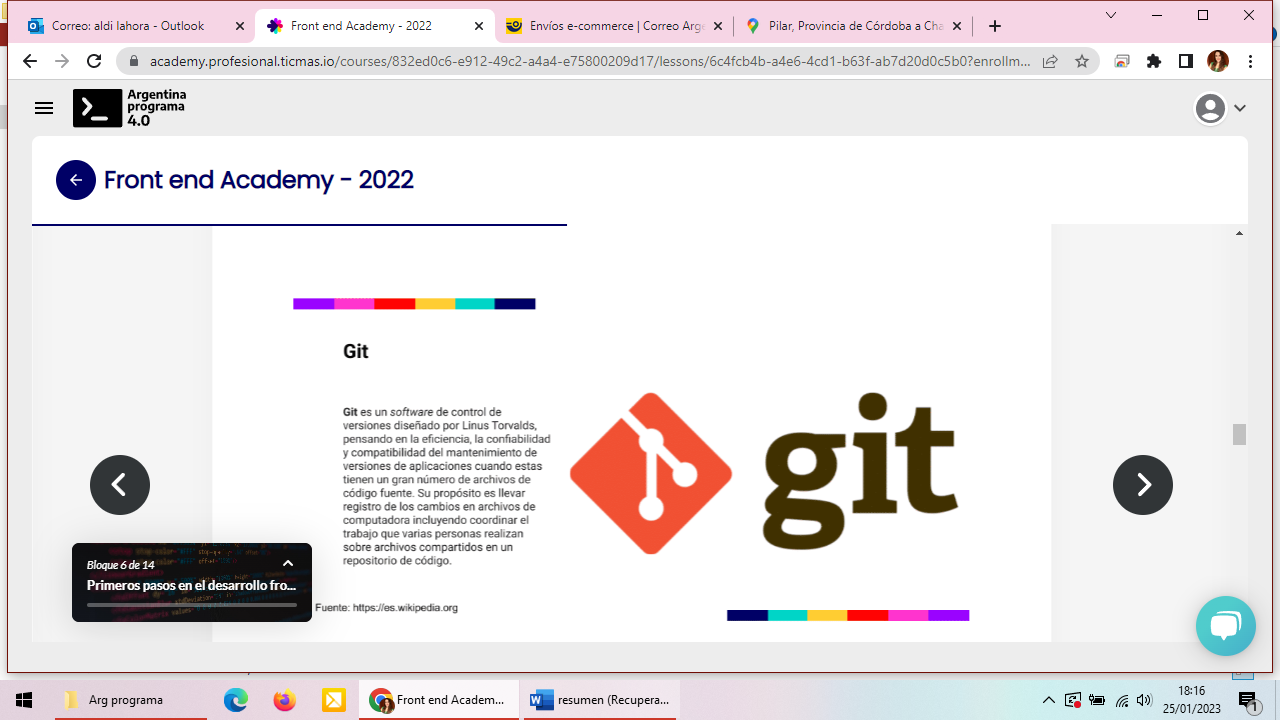 Correo: aldi lahora - Outlook
Front end Academy - 2022
Envíos e-commerce | Correo Arge
Pilar, Provincia de Córdoba a Cha
academy.profesional.ticmas.io/courses/832ee0c6-e912-4962-a4a4-e75800209d17/lessons/6c4fcb4b-a4e6-4cd1-b63f-ab7d20d0c5b0?enrollm...
Argentina
programa
4.0
Front end Academy - 2022
Git
Git es un software de control de
versiones diseñado por Linus Torvalds,
pensando en la eficiencia, la confiabilidad
y compatibilidad del mantenimiento de
versiones de aplicaciones cuando estas
tienen un gran número de archivos de
código fuente. Su propósito es llevar
registro de los cambios en archivos de
computadora incluyendo coordinar el
trabajo que varias personas realizan
sobre archivos compartidos en un
repositorio de código.
git
Bloque 6 de 14
Primeros pasos en el desarrollo fro...
Fuente: https://es.wikipedia.org
Arg programa
Front end Academ...
resumen (Recupera...
18:16
25/01/2023
1